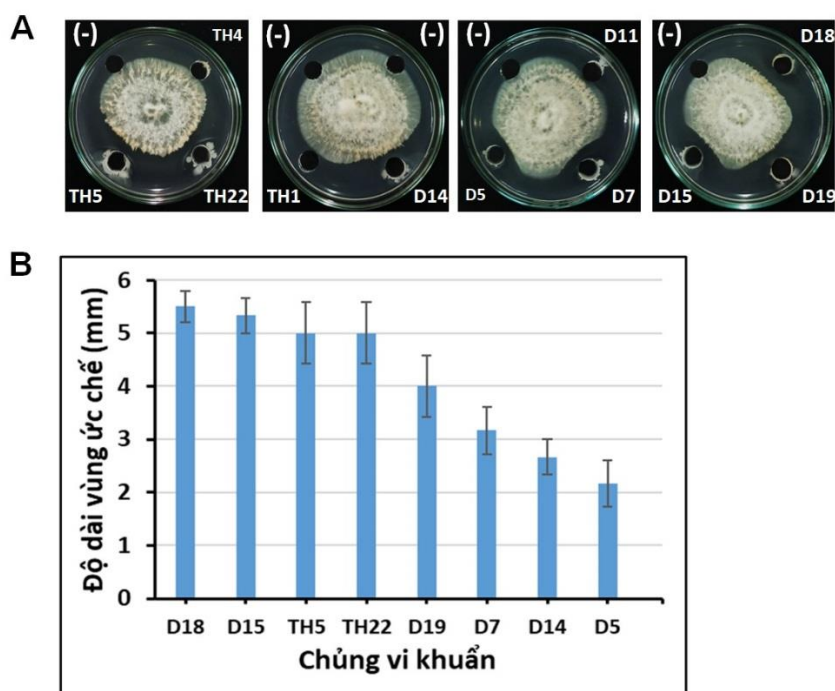 A
(-) TH4
TH5 TH22
(-) (-)
TH1 D14
(-) D11
D5 D7
(-) D18
D15 D19
B
Độ dài vùng ức chế (mm)
6
5
4
3
2
1
0
D18 D15 TH5 TH22 D19 D7 D14 D5
Chủng vi khuẩn